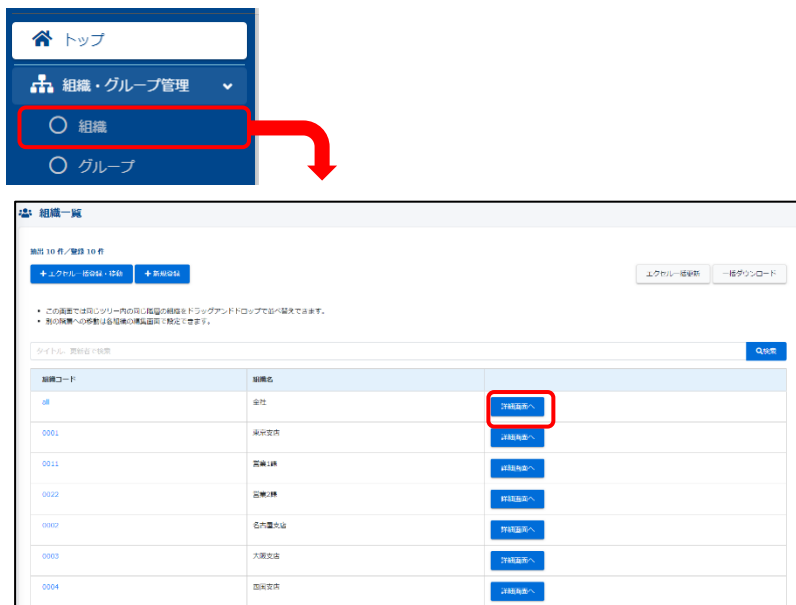 トップ
組織・グループ管理
組織
グループ
組織一覧
抽出 10 件／登録 10 件
+エクセル一括登録・移動 +新規登録 エクセル一括更新 一括ダウンロード
• この画面では同じツリー内の同じ階層の組織をドラッグアンドドロップで並べ替えできます。
• 別の階層への移動は各組織の編集画面で設定できます。
タイトル、更新者で検索 検索
組織コード 組織名
all 全社 詳細画面へ
0001 東京支店 詳細画面へ
0011 営業1課 詳細画面へ
0022 営業2課 詳細画面へ
0002 名古屋支店 詳細画面へ
0003 大阪支店 詳細画面へ
0004 四国支店 詳細画面へ